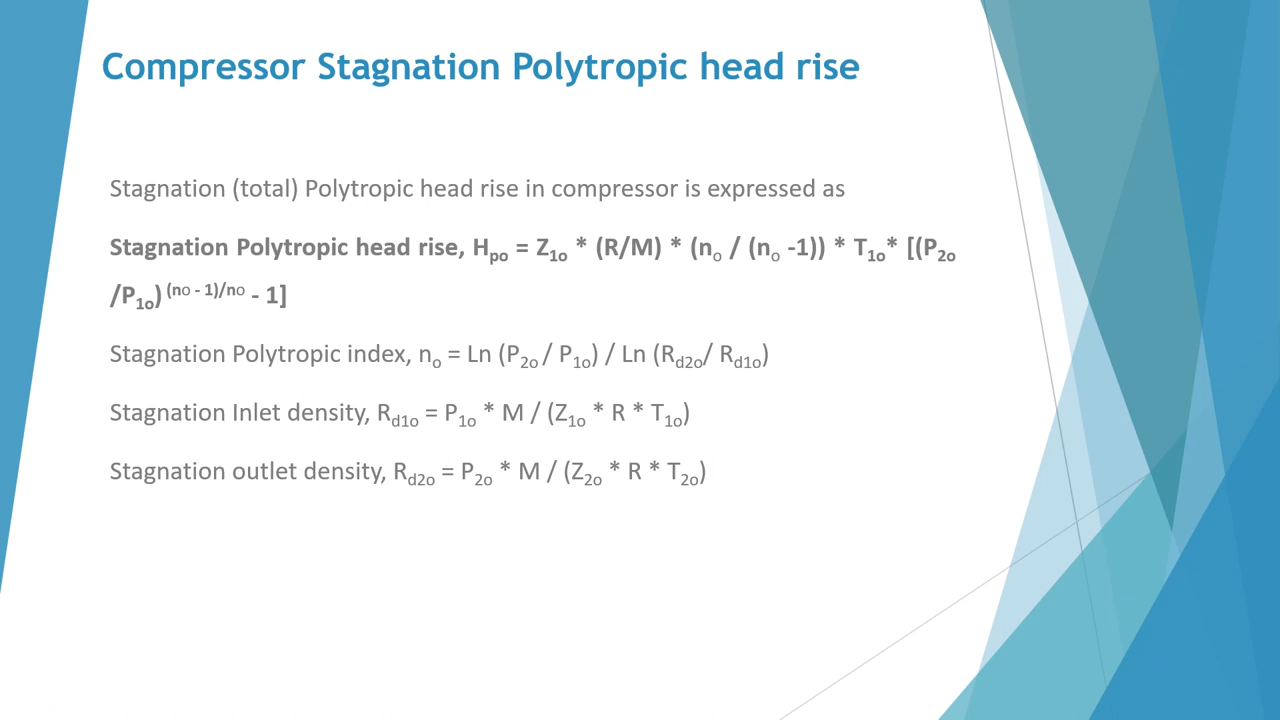 Compressor Stagnation Polytropic head rise
Stagnation (total) Polytropic head rise in compressor is expressed as
Stagnation Polytropic head rise, Hₚₒ = Z₁ₒ * (R/M) * (nₒ / (nₒ -1)) * T₁ₒ* [(P₂ₒ
/P₁ₒ) (no - 1)/no - 1]
Stagnation Polytropic index, nₒ = Ln (P₂ₒ / P₁ₒ) / Ln (Rd2o/ Rd1o)
Stagnation Inlet density, Rd1o = P₁ₒ * M / (Z₁ₒ * R * T₁ₒ)
Stagnation outlet density, Rd2o = P₂ₒ * M / (Z₂ₒ * R * T₂ₒ)